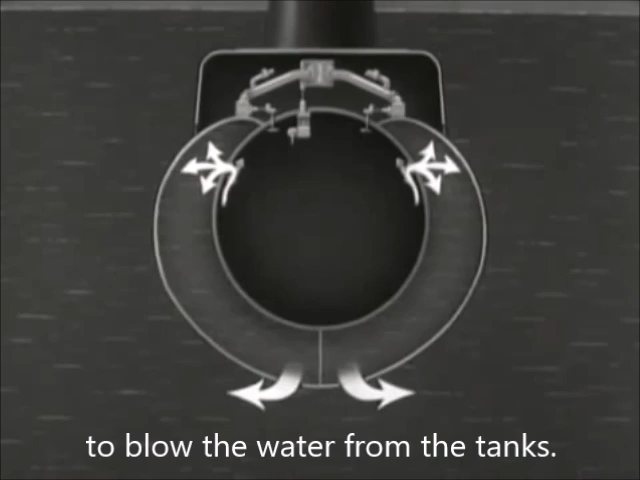 to blow the water from the tanks.